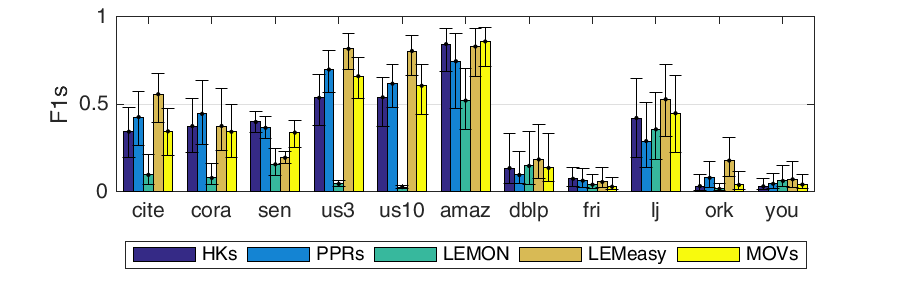 1
F1s
0.5
0
cite cora sen us3 us10 amaz dblp fri lj ork you
HKs PPRs LEMON LEMeasy MOVs